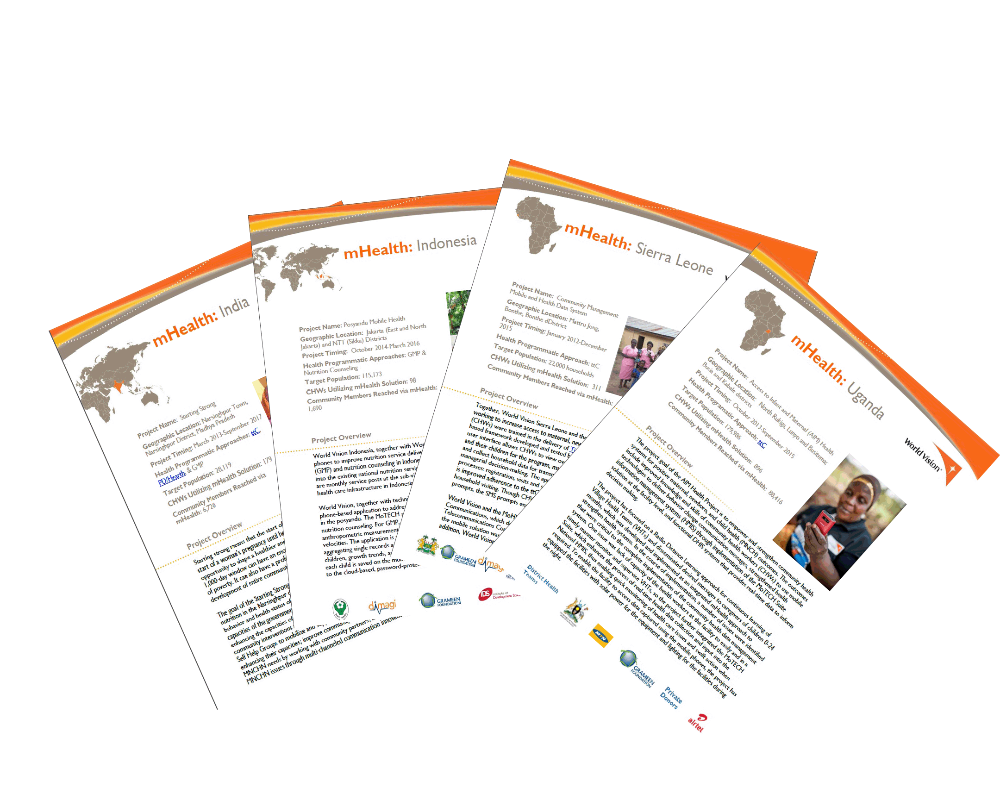 mHealth: India
Project Name: Starting Strong
Geographic Location: Narsinghpur Town,
Narsinghpur District, Madhya Pradesh
Project Timing: March 2013-September 2017
Health Programmatic Approaches: ttC,
PD/Hearth, & GMP
Target Population: 28,119
CHWs Utilizing mHealth Solution: 179
Community Members Reached via
mHealth: 6,720
Project Overview
Starting strong means that the start of
start of a woman's pregnancy until he
opportunity to shape a healthier and
1,000-day window can have an eno
of poverty. It can also have a prof
development of entire communit
The goal of the Starting Strong
nutrition in the Narsinghpur d
behavior and health status of
capacities of the governmen
enhancing the capacities of
community interventions
Self Help Groups to mobilize and
enhancing their capacities; improve commun
MNCHN needs by working with community partners,
MNCHN issues through multi-channeled communication innovati
mHealth: Indonesia
Project Name: Posyandu Mobile Health
Geographic Location: Jakarta (East and North
Jakarta) and NTT (Sikka) Districts
Project Timing: October 2014-March 2016
Health Programmatic Approaches: GMP &
Nutrition Counseling
Target Population: 115,173
CHWs Utilizing mHealth Solution: 98
Community Members Reached via mHealth:
1,690
Project Overview
World Vision Indonesia, together with Wor
phones to improve nutrition service delive
(GMP) and nutrition counseling in Indone
into the existing national nutrition servic
are monthly service posts at the sub-vi
health care infrastructure in Indonesia
World Vision, together with techni
phone-based application to addre
in the posyandu. The MoTECH s
nutrition counseling. For GMP,
anthropometric measurement
velocities. The application is
aggregating single records a
children, growth trends, a
each child is saved on the mo
to the cloud-based, password-protec
dimagi
GRAMEEN
FOUNDATION
IDS Institute of
Development Stu
mHealth: Sierra Leone
Project Name: Community Management
Mobile and Health Data System
Geographic Location: Mattru Jong,
Bonthe, Bonthe dDistrict
Project Timing: January 2012-December
2015
Health Programmatic Approach: ttC
Target Population: 22,000 households
CHWs Utilizing mHealth Solution: 311
Community Members Reached via mHealth:
Project Overview
Together, World Vision Sierra Leone and the
working to increase access to maternal, new
(CHWs) were trained in the delivery of Ti
based framework developed and tested b
user interface allows CHWs to view ov
and their children for the program, ma
and collect household data for transm
managerial decision-making. The app
processes: registration, visits and s
is improved adherence to the ttC
household visiting. Though CHW
prompts, the SMS prompts en
World Vision and the MoHS
Communications, which d
Telecommunications Cor
the mobile solution was
addition, World Vision
GRAMEEN
FOUNDATION
dimag
District Health
Teams
mHealth: Uganda
World Vision
Project Name: Access to Infant and Maternal (AIM) Health
Geographic Location: North Rukiga, Lunyo and Busitema;
Busia and Kabale districts
Project Timing: October 2013-September 2015
Health Programatic Approach: ttC
Target Population: 179,986
CHWs Utilizing mHealth Solution: 896
Community Members Reached via mHealth: 88,416
Project Overview
The project goal of the AIM Health Project is to empower and strengthen community health
systems for positive maternal, newborn, and child health (MNCH) outcomes. The outcomes
include improved knowledge and skills of community health workers (CHWs) to use mobile
technologies to deliver behavior change communication messages, strengthened health
information management systems (HMIS) through implementation of the MoTECH Suite
solution at the facility level, and functional DHIS systems that provides real-time data to inform
decision making.
The project has focused on a Radio Distance Learning approach for continuous learning of
Village Health Teams (VHTs) and disseminated desired messages to caregivers of children 0-24
months, which was developed and implemented as an integrated mHealth approach to
strengthen health systems. In the course of implementation, a number of issues were identified
that were critical to the complete implementation of the community health data management
system. One issue was lack of capacity of the health workers at the facility to easily and in a
timely manner monitor and supervise VHTs, so the project further integrated the MoTECH
Suite, which enhances the process of real-time health data collection and input into the
National HMIS, thus enabling quick monitoring of health care issues and swift action when
required. To enable the facility to access data captured using the mobile phones, the project has
equipped the facilities with solar power for the equipment and lighting for the facilities during
the night.
MTN
GRAMEEN
FOUNDATION
Private
Donors
airtel